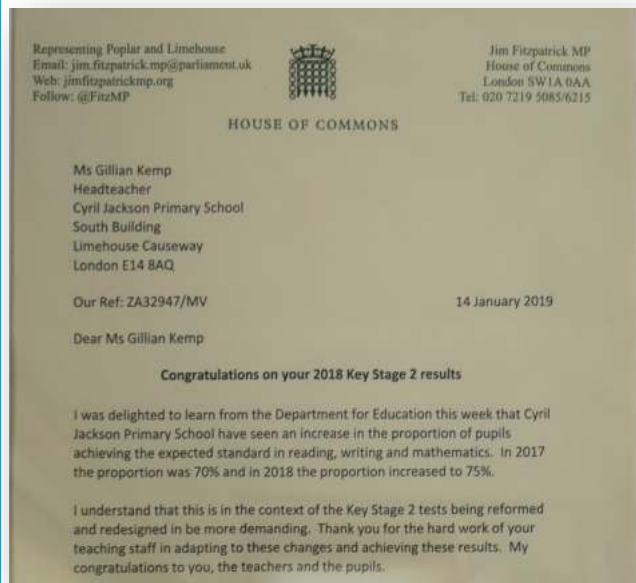 Representing Poplar and Limehouse
Email: jim.fitzpatrick.mp@parliament.uk
Web: jimfitzpatrickmp.org
Follow: @FitzMP
Jim Fitzpatrick MP
House of Commons
London SW1A 0AA
Tel: 020 7219 5085/6215
HOUSE OF COMMONS
Ms Gillian Kemp
Headteacher
Cyril Jackson Primary School
South Building
Limehouse Causeway
London E14 8AQ
Our Ref: ZA32947/MV
14 January 2019
Dear Ms Gillian Kemp
Congratulations on your 2018 Key Stage 2 results
I was delighted to learn from the Department for Education this week that Cyril
Jackson Primary School have seen an increase in the proportion of pupils
achieving the expected standard in reading, writing and mathematics. In 2017
the proportion was 70% and in 2018 the proportion increased to 75%.
I understand that this is in the context of the Key Stage 2 tests being reformed
and redesigned in be more demanding. Thank you for the hard work of your
teaching staff in adapting to these changes and achieving these results. My
congratulations to you, the teachers and the pupils.